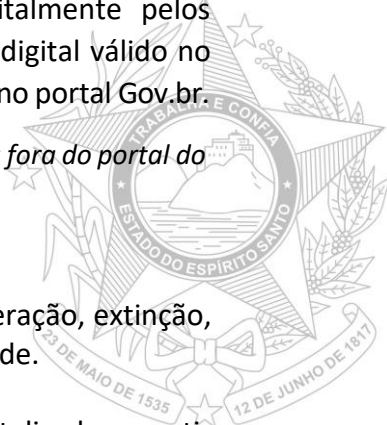 italmente pelos
digital válido no
no portal Gov.br.
fora do portal do
eração, extinção,
de.
TRABALHA E CONFIA
ESTADO DO ESPÍRITO SANTO
23 DE MAIO DE 1535
12 DE JUNHO DE 1817